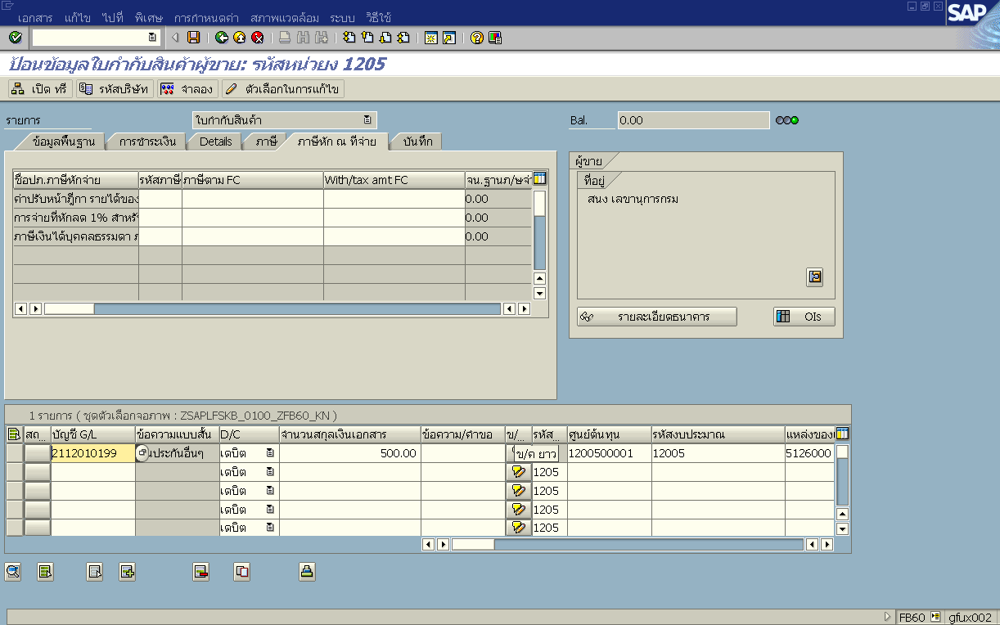 เอกสาร แก้ไข ไปที่ พิเศษ การกำหนดค่า สภาพแวดล้อม ระบบ วิธีใช้
SAP
ป้อนข้อมูลใบกำกับสินค้าผู้ขาย: รหัสหน่วยง 1205
เปิด ทรี รหัสบริษัท จำลอง ตัวเลือกในการแก้ไข
รายการ ใบกำกับสินค้า Bal. 0.00
ข้อมูลพื้นฐาน การชำระเงิน Details ภาษี ภาษีหัก ณ ที่จ่าย บันทึก
ชื่อปภ.ภาษีหักจ่าย รหัสภาษี ภาษีตาม FC With/tax amt FC จน.ฐานภ/ษจ่
ค่าปรับหน้าฎีกา รายได้ของ 0.00
การจ่ายที่หักลด 1% สำหรั 0.00
ภาษีเงินได้บุคคลธรรมดา ภ 0.00
ผู้ขาย
ที่อยู่
สนง เลขานุการกรม
รายละเอียดธนาคาร OIs
1 รายการ ( ชุดตัวเลือกจอภาพ : ZSAPLFSKB_0100_ZFB60_KN )
สถ... บัญชี G/L ข้อความแบบสั้น D/C จำนวนสกุลเงินเอกสาร ข้อความ/คำขอ ข/... รหัส... ศูนย์ต้นทุน รหัสงบประมาณ แหล่งของ
2112010199 นประกันอื่นๆ เดบิต 500.00 ข/ค ยาว 1200500001 12005 5126000
เดบิต 1205
เดบิต 1205
เดบิต 1205
เดบิต 1205
FB60 gfux002